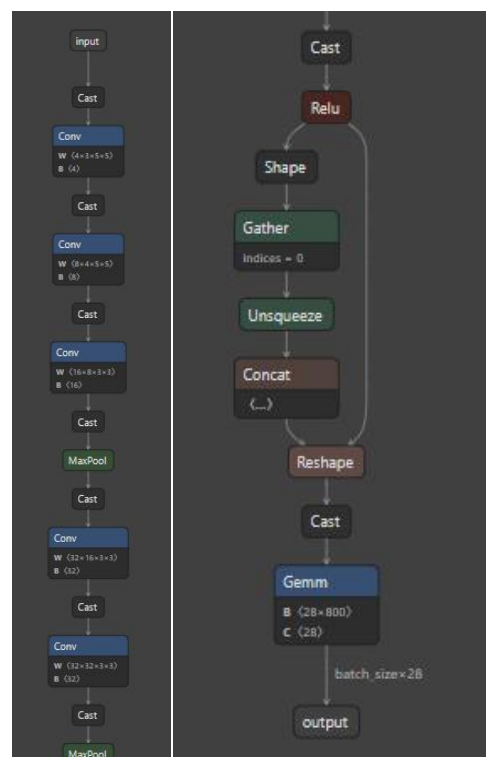 input
Cast
Conv
W ⟨4×3×5×5⟩
B ⟨4⟩
Cast
Conv
W ⟨8×4×5×5⟩
B ⟨8⟩
Cast
Conv
W ⟨16×8×3×3⟩
B ⟨16⟩
Cast
MaxPool
Cast
Conv
W ⟨32×16×3×3⟩
B ⟨32⟩
Cast
Conv
W ⟨32×32×3×3⟩
B ⟨32⟩
Cast
MaxPool
Cast
Relu
Shape
Gather
indices = 0
Unsqueeze
Concat
⟨...⟩
Reshape
Cast
Gemm
B ⟨28×800⟩
C ⟨28⟩
batch_size×28
output